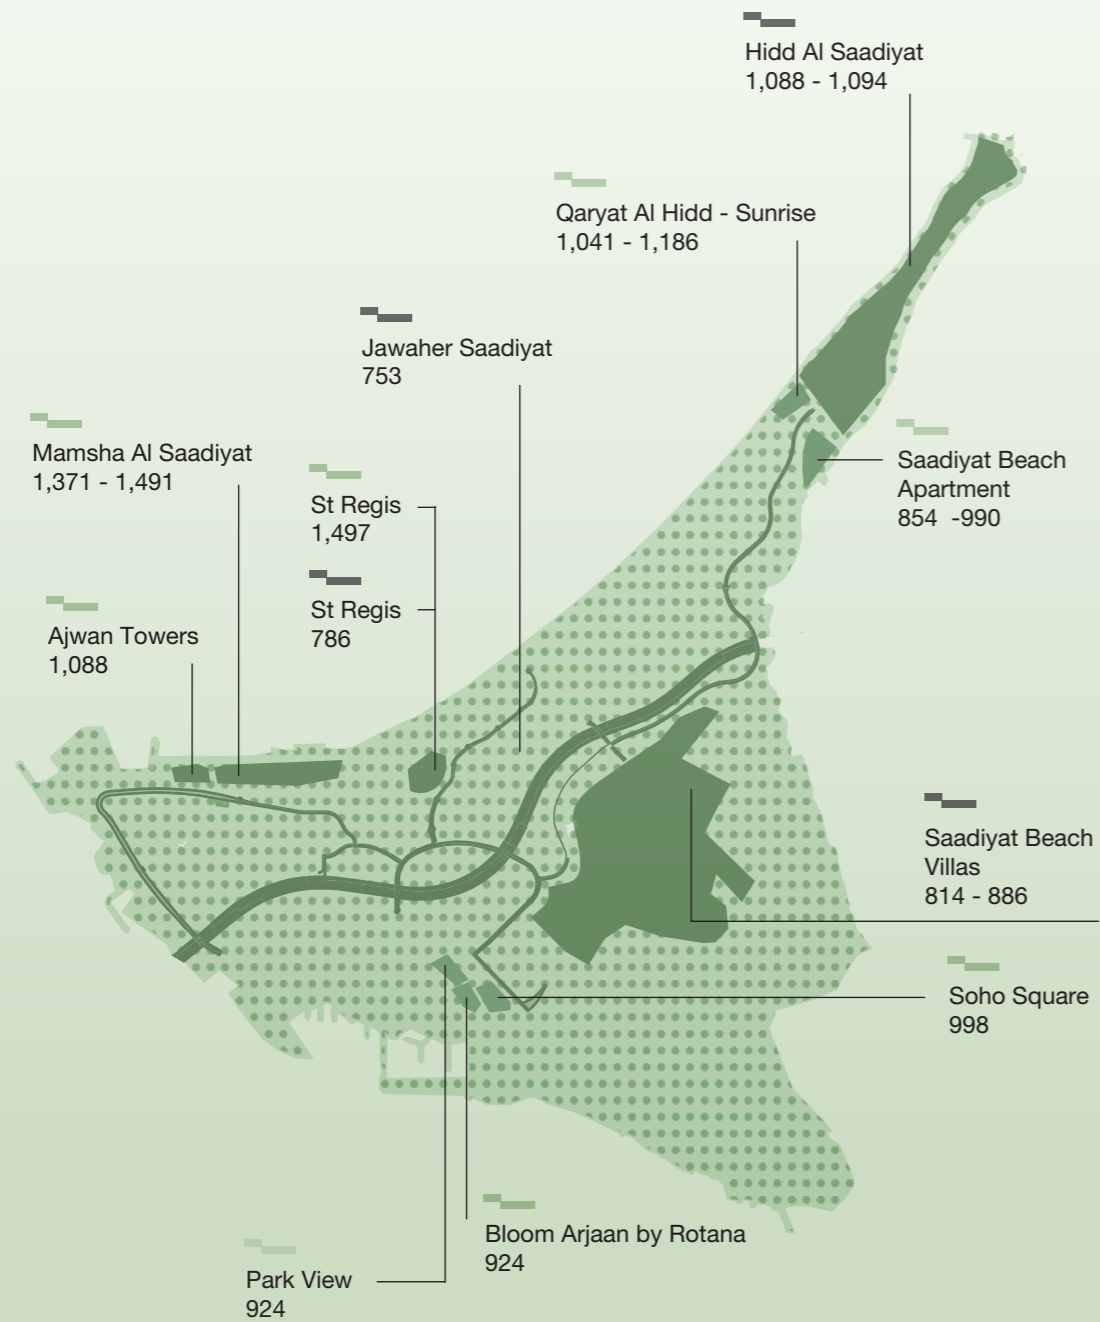 Hidd Al Saadiyat
1,088 - 1,094
Qaryat Al Hidd - Sunrise
1,041 - 1,186
Jawaher Saadiyat
753
Mamsha Al Saadiyat
1,371 - 1,491
St Regis
1,497
Saadiyat Beach
Apartment
854 -990
St Regis
786
Ajwan Towers
1,088
Saadiyat Beach
Villas
814 - 886
Soho Square
998
Bloom Arjaan by Rotana
924
Park View
924